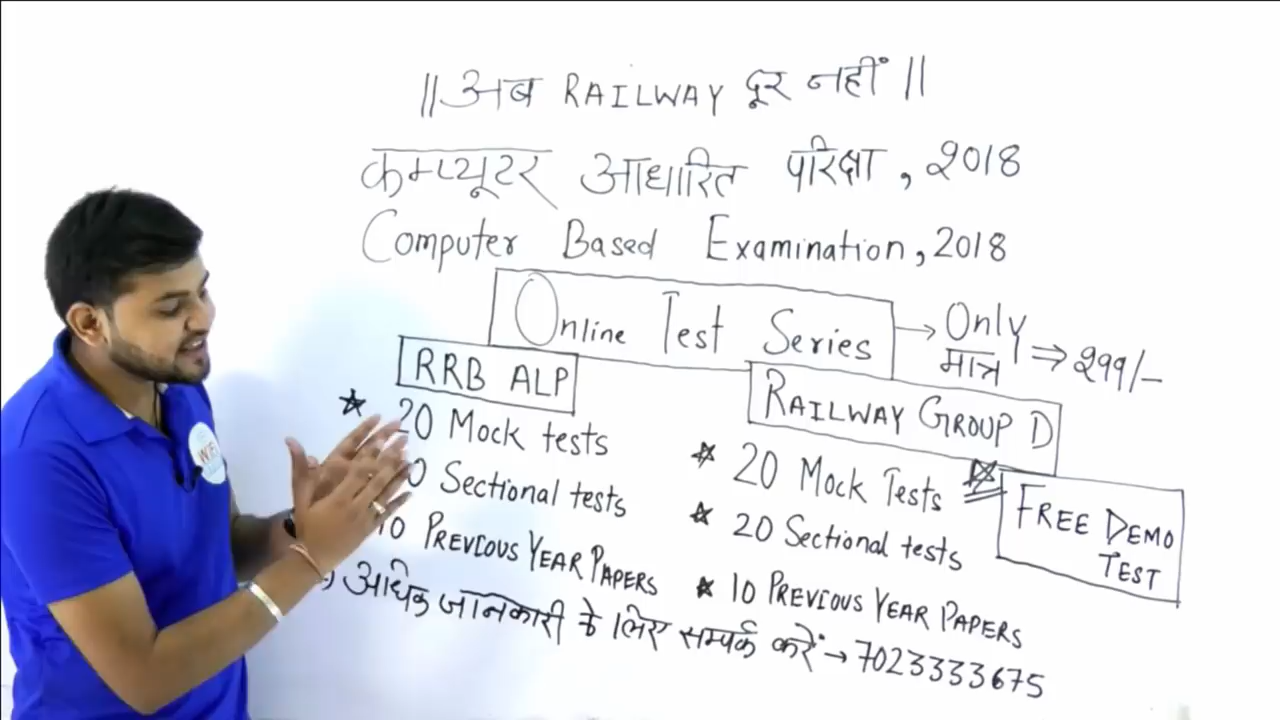 || अब RAILWAY दूर नहीं ||
कम्प्यूटर आधारित परिक्षा, 2018
Computer Based Examination, 2018
Online Test Series → Only मात्र ⇒ 299/-
RRB ALP
20 Mock tests
0 Sectional tests
10 PREVIOUS YEAR PAPERS
RAILWAY GROUP D
★ 20 Mock Tests
★ 20 Sectional tests
★ 10 PREVIOUS YEAR PAPERS
FREE DEMO
TEST
अधिक जानकारी के लिए सम्पर्क करें → 7023333675